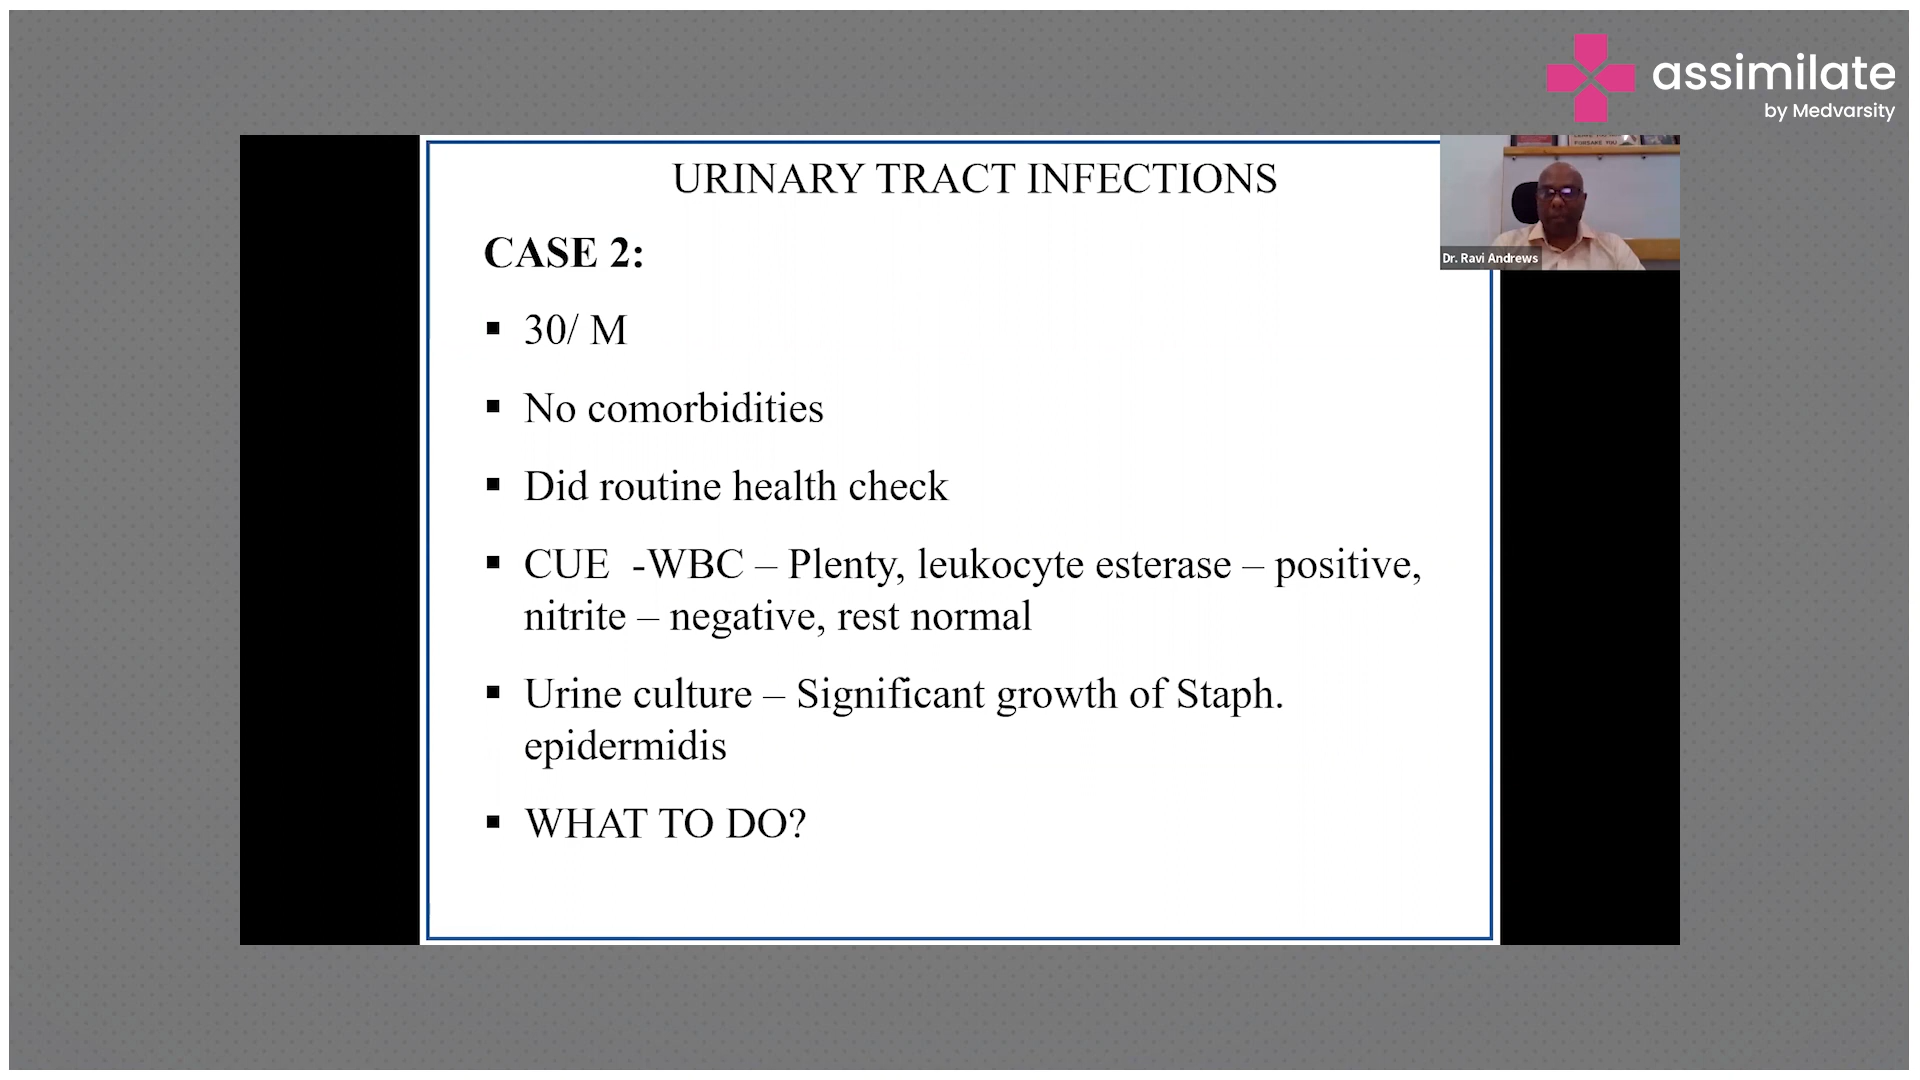 assimilate
by Medvarsity
URINARY TRACT INFECTIONS
CASE 2:
▪ 30/ M
▪ No comorbidities
▪ Did routine health check
▪ CUE -WBC – Plenty, leukocyte esterase – positive,
nitrite – negative, rest normal
▪ Urine culture – Significant growth of Staph.
epidermidis
▪ WHAT TO DO?
Dr. Ravi Andrews